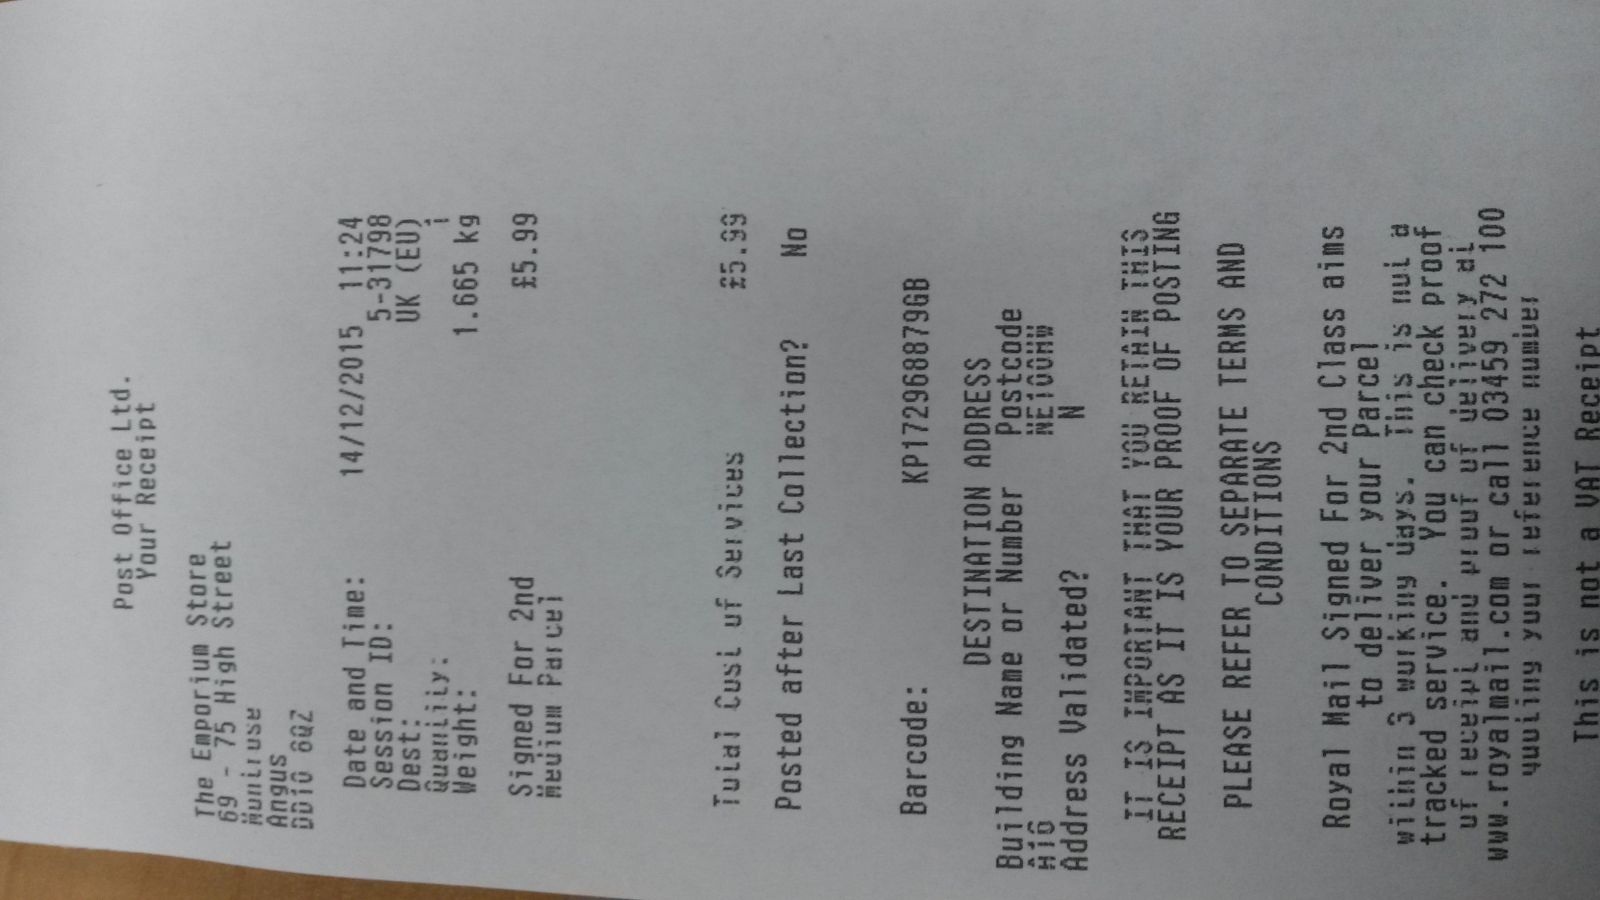 Post Office Ltd.
Your Receipt
The Emporium Store
69 - 75 High Street
Montrose
Angus
DD10 8QZ
Date and Time: 14/12/2015 11:24
Session ID: 5-31798
Dest: UK (EU)
Quantity: 1
Weight: 1.665 kg
Signed For 2nd £5.99
Medium Parcel
Total Cost of Services £5.99
Posted after Last Collection? No
Barcode: KP172968879GB
DESTINATION ADDRESS
Building Name or Number Postcode
Address Validated? N
IT IS IMPORTANT THAT YOU RETAIN THIS
RECEIPT AS IT IS YOUR PROOF OF POSTING
PLEASE REFER TO SEPARATE TERMS AND
CONDITIONS
Royal Mail Signed For 2nd Class aims
to deliver your Parcel
within 3 working days. This is not a
tracked service. You can check proof
of receipt and proof of delivery at
www.royalmail.com or call 03459 272 100
quoting your reference number
This is not a VAT Receipt